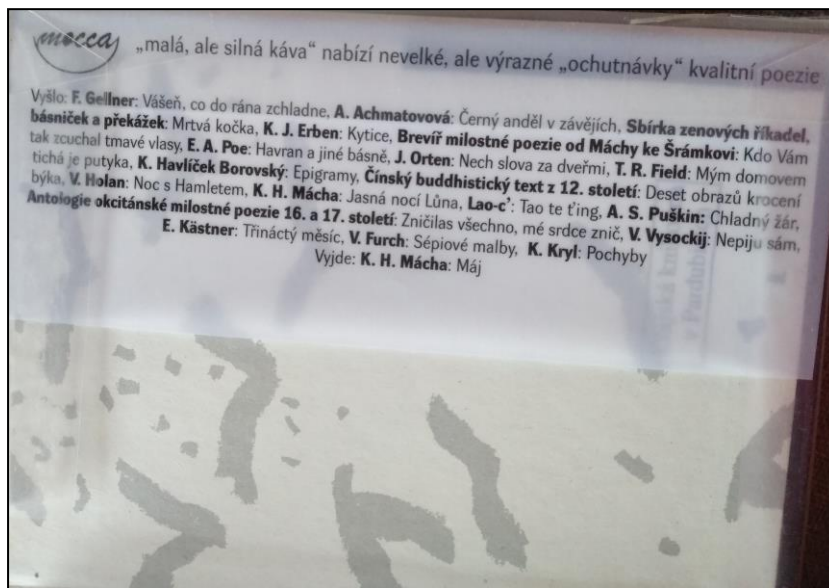 mocca
„malá, ale silná káva“ nabízí nevelké, ale výrazné „ochutnávky“ kvalitní poezie
Vyšlo: F. Gellner: Vášeň, co do rána zchladne, A. Achmatovová: Černý anděl v závějích, Sbírka zenových říkadel,
básniček a překážek: Mrtvá kočka, K. J. Erben: Kytice, Brevíř milostné poezie od Máchy ke Šrámkovi: Kdo Vám
tak zcuchal tmavé vlasy, E. A. Poe: Havran a jiné básně, J. Orten: Nech slova za dveřmi, T. R. Field: Mým domovem
tichá je putyka, K. Havlíček Borovský: Epigramy, Čínský buddhistický text z 12. století: Deset obrazů krocení
býka, V. Holan: Noc s Hamletem, K. H. Mácha: Jasná nocí Lůna, Lao-c’: Tao te ťing, A. S. Puškin: Chladný žár,
Antologie okcitánské milostné poezie 16. a 17. století: Zničilas všechno, mé srdce znič, V. Vysockij: Nepiju sám,
E. Kästner: Třináctý měsíc, V. Furch: Sépiové malby, K. Kryl: Pochyby
Vyjde: K. H. Mácha: Máj